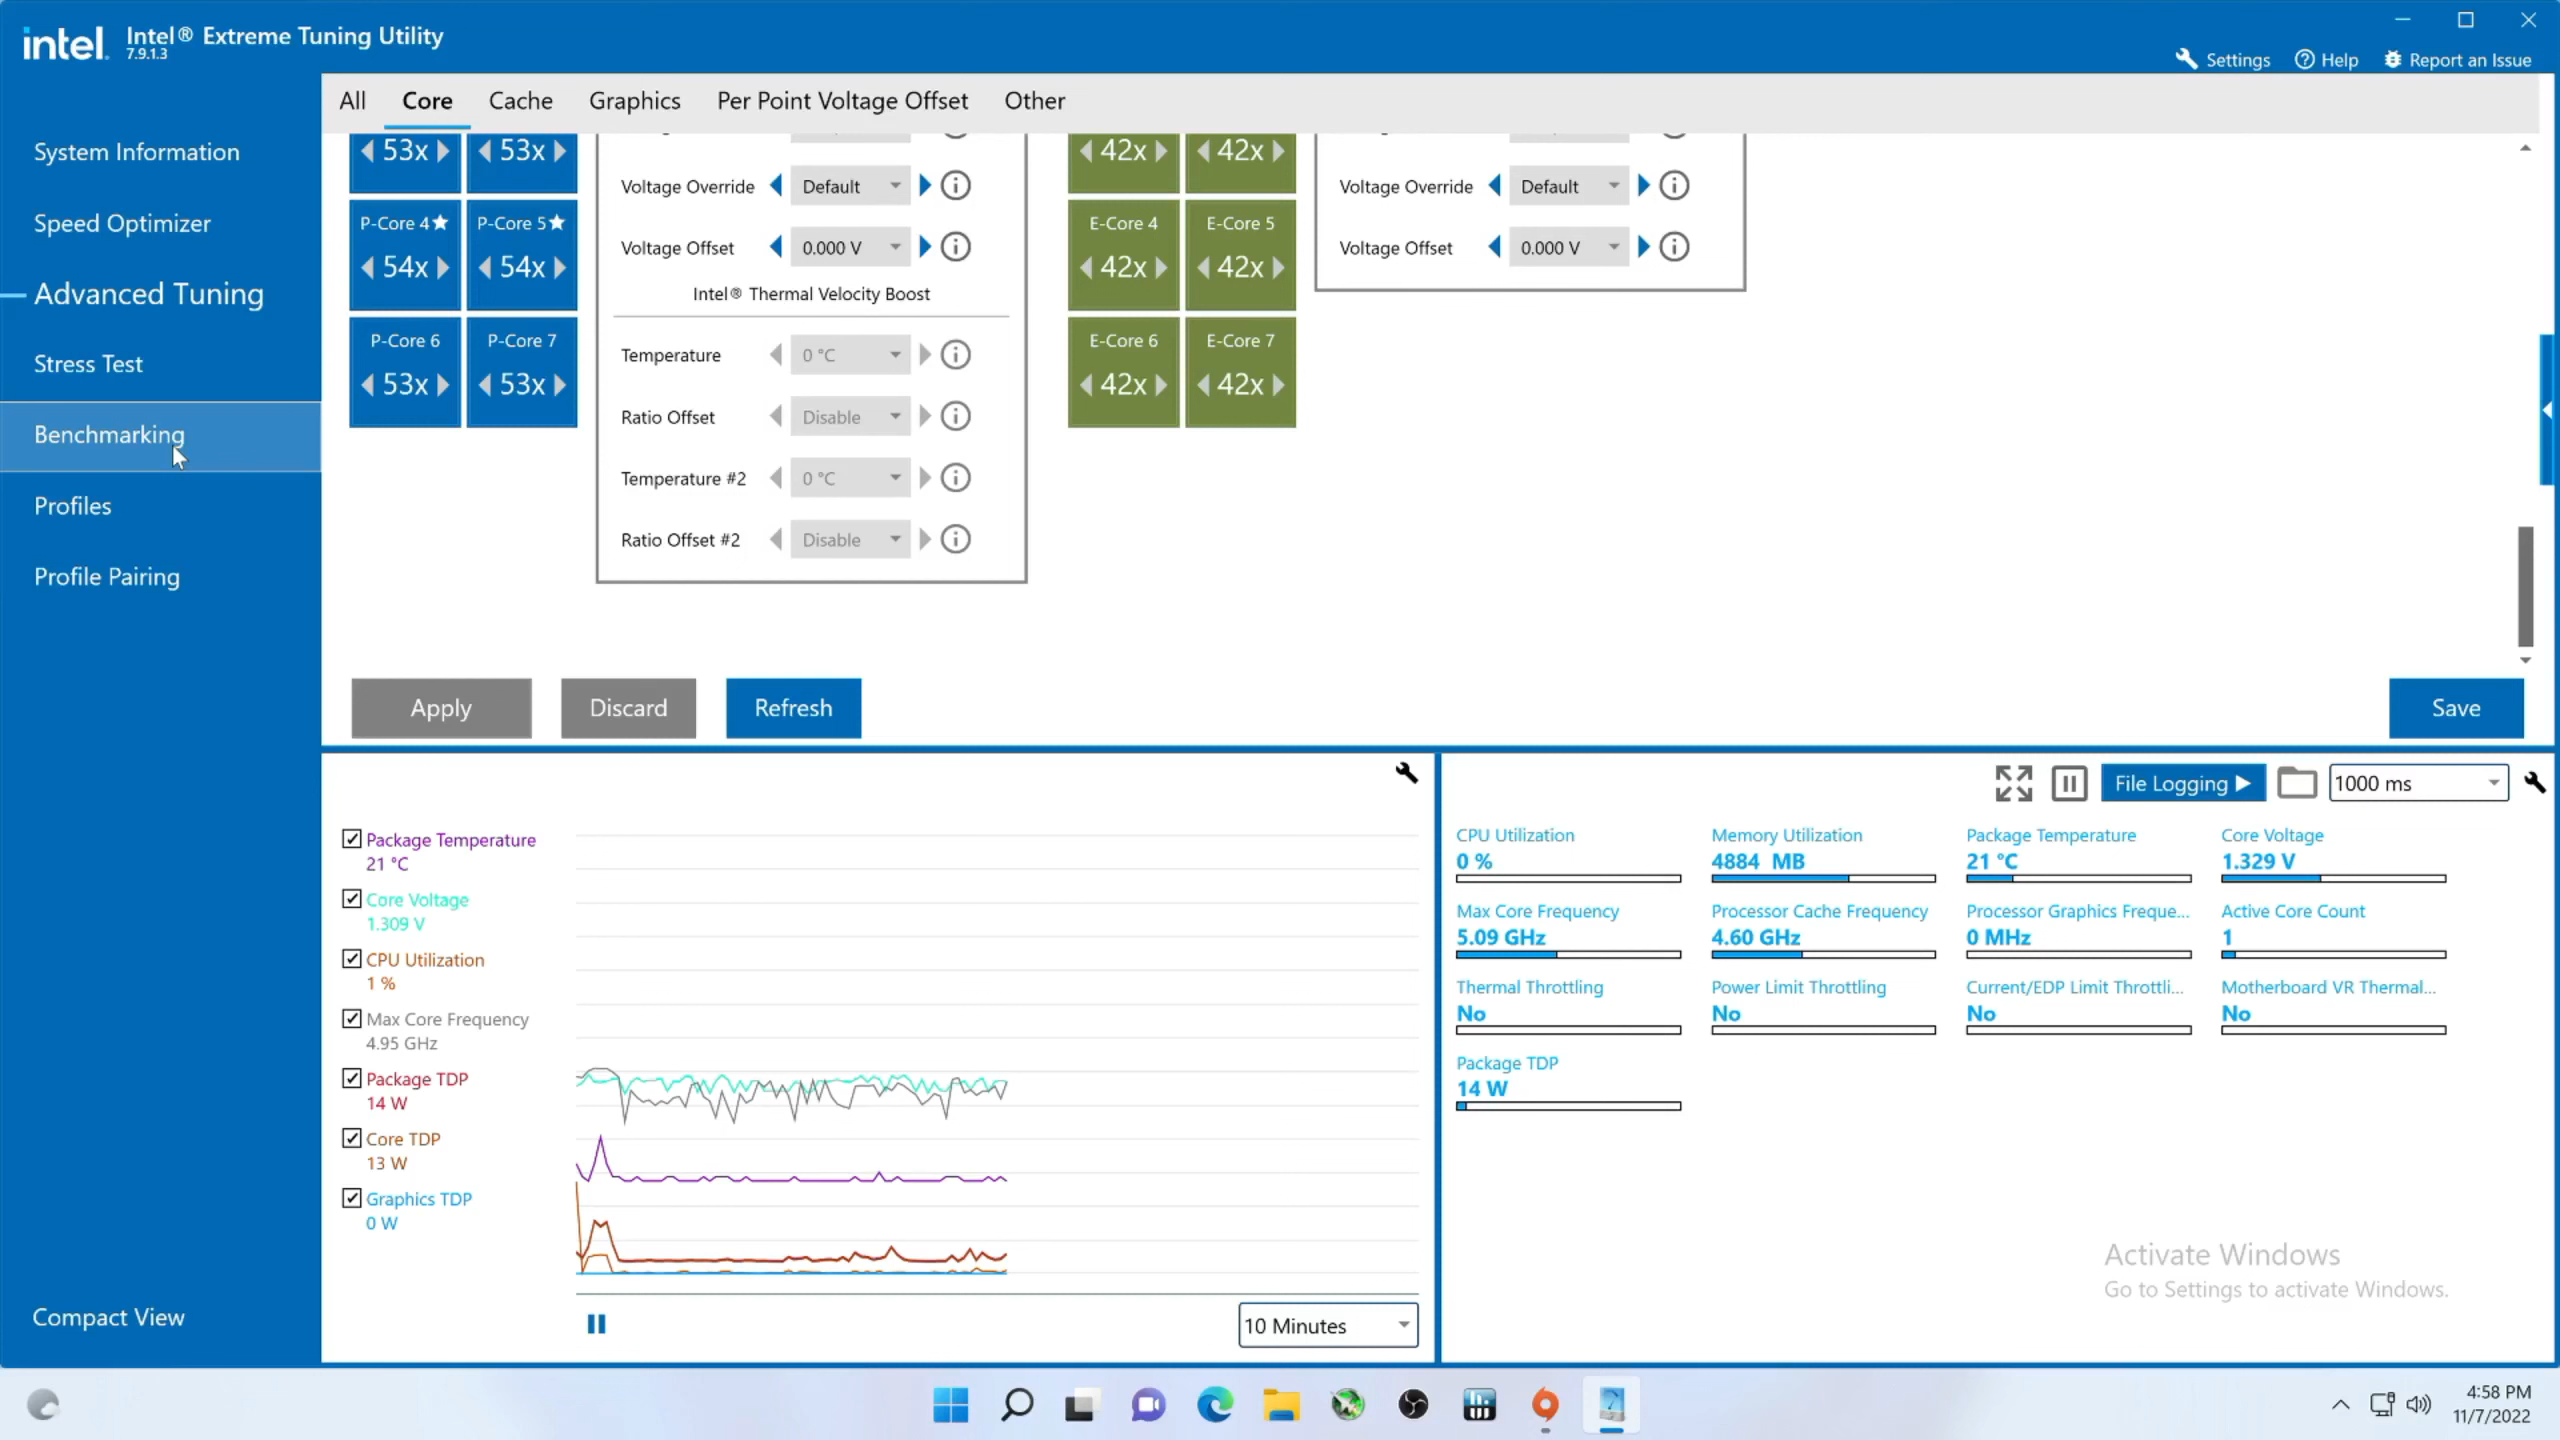 intel.
Intel® Extreme Tuning Utility
7.9.1.3
Settings
Help
Report an Issue
System Information
Speed Optimizer
Advanced Tuning
Stress Test
Benchmarking
Profiles
Profile Pairing
Compact View
All
Core
Cache
Graphics
Per Point Voltage Offset
Other
53x
53x
P-Core 4
P-Core 5
54x
54x
P-Core 6
P-Core 7
53x
53x
Voltage Override
Default
Voltage Offset
0.000 V
Intel® Thermal Velocity Boost
Temperature
0 °C
Ratio Offset
Disable
Temperature #2
0 °C
Ratio Offset #2
Disable
42x
42x
E-Core 4
E-Core 5
42x
42x
E-Core 6
E-Core 7
42x
42x
Voltage Override
Default
Voltage Offset
0.000 V
Apply
Discard
Refresh
Save
Package Temperature
21 °C
Core Voltage
1.309 V
CPU Utilization
1 %
Max Core Frequency
4.95 GHz
Package TDP
14 W
Core TDP
13 W
Graphics TDP
0 W
10 Minutes
File Logging
1000 ms
CPU Utilization
0 %
Memory Utilization
4884 MB
Package Temperature
21 °C
Core Voltage
1.329 V
Max Core Frequency
5.09 GHz
Processor Cache Frequency
4.60 GHz
Processor Graphics Freque...
0 MHz
Active Core Count
1
Thermal Throttling
No
Power Limit Throttling
No
Current/EDP Limit Throttli...
No
Motherboard VR Thermal...
No
Package TDP
14 W
Activate Windows
Go to Settings to activate Windows.
4:58 PM
11/7/2022